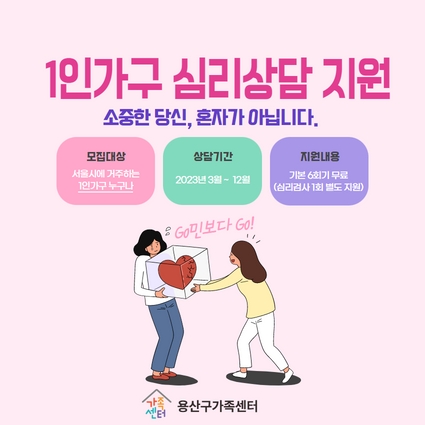 1인가구 심리상담 지원
소중한 당신, 혼자가 아닙니다.
모집대상
서울시에 거주하는
1인가구 누구나
상담기간
2023년 3월 ~ 12월
지원내용
기본 6회기 무료
(심리검사 1회 별도 지원)
Go민보다 Go!
가족
센터
용산구가족센터